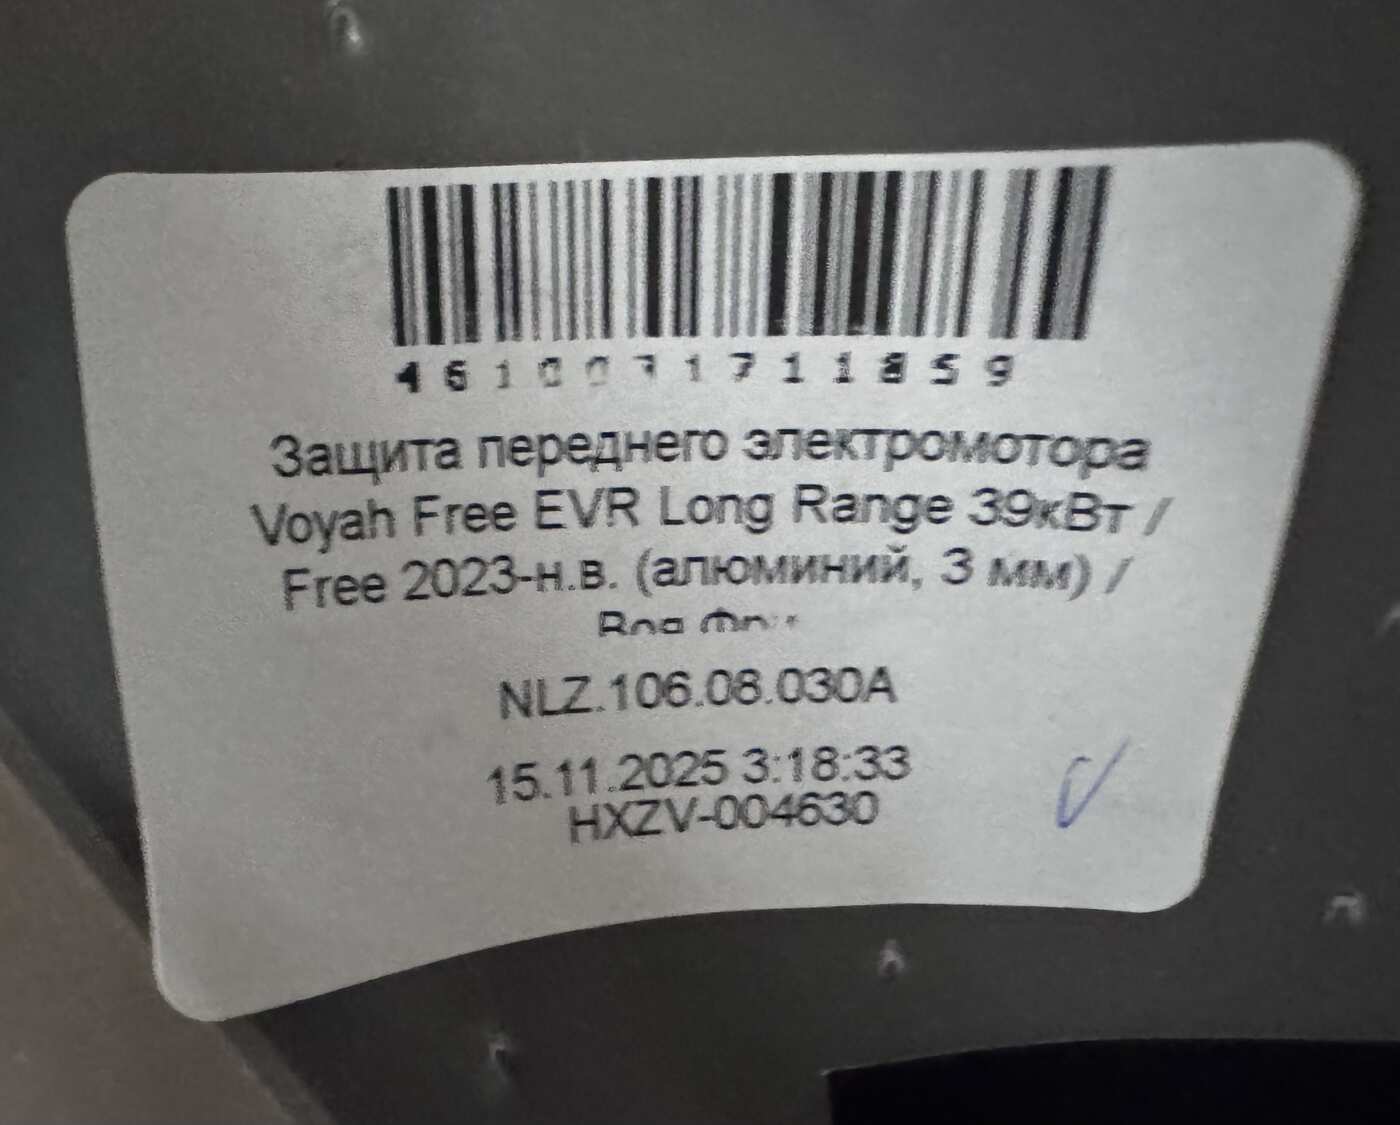 4610071711859
Защита переднего электромотора
Voyah Free EVR Long Range 39кВт /
Free 2023-н.в. (алюминий, 3 мм) /
NLZ.106.08.030A
15.11.2025 3:18:33
HXZV-004630